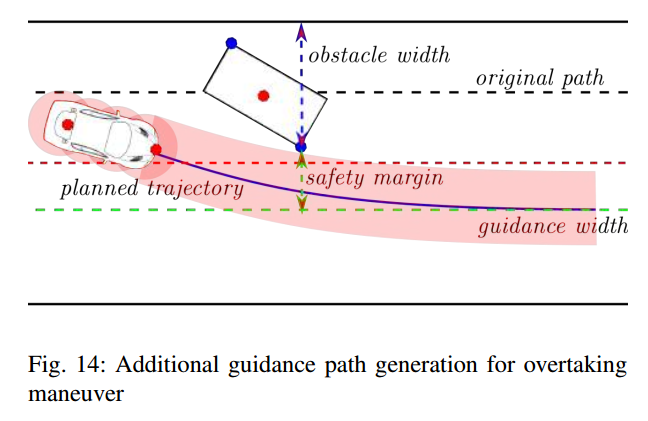 obstacle width
original path
safety margin
planned trajectory
guidance width
Fig. 14: Additional guidance path generation for overtaking
maneuver